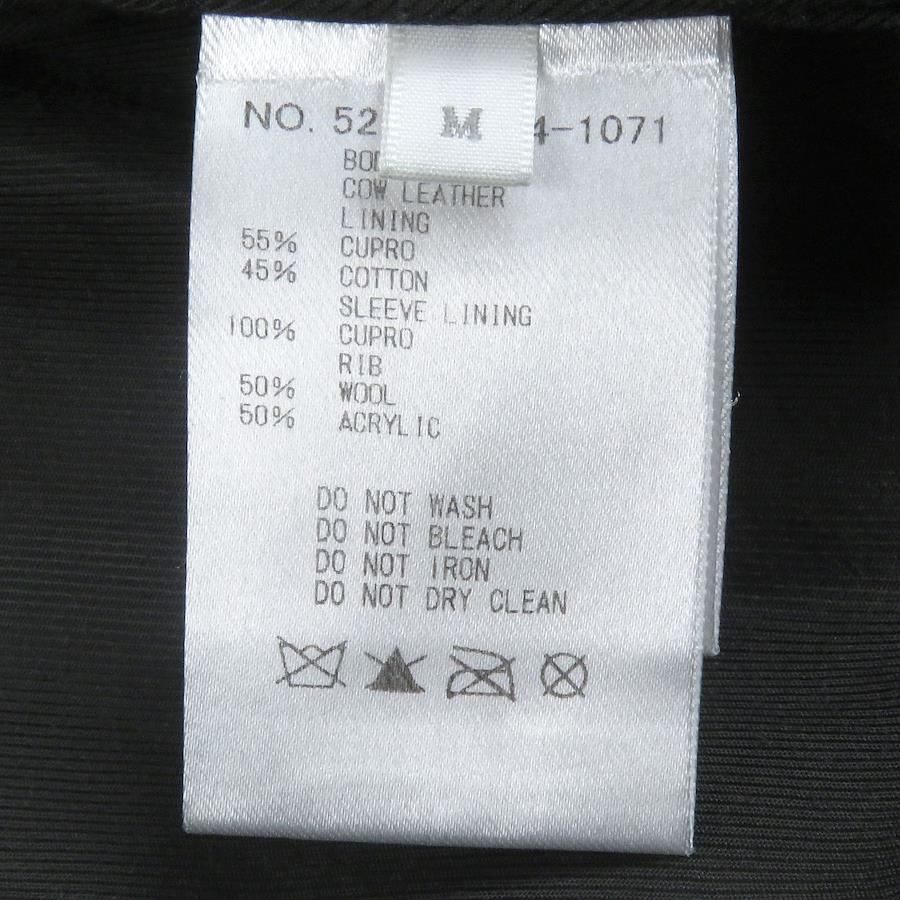 M
NO. 52 4-1071
COW LEATHER
LINING
55% CUPRO
45% COTTON
SLEEVE LINING
100% CUPRO
RIB
50% WOOL
50% ACRYLIC
DO NOT WASH
DO NOT BLEACH
DO NOT IRON
DO NOT DRY CLEAN